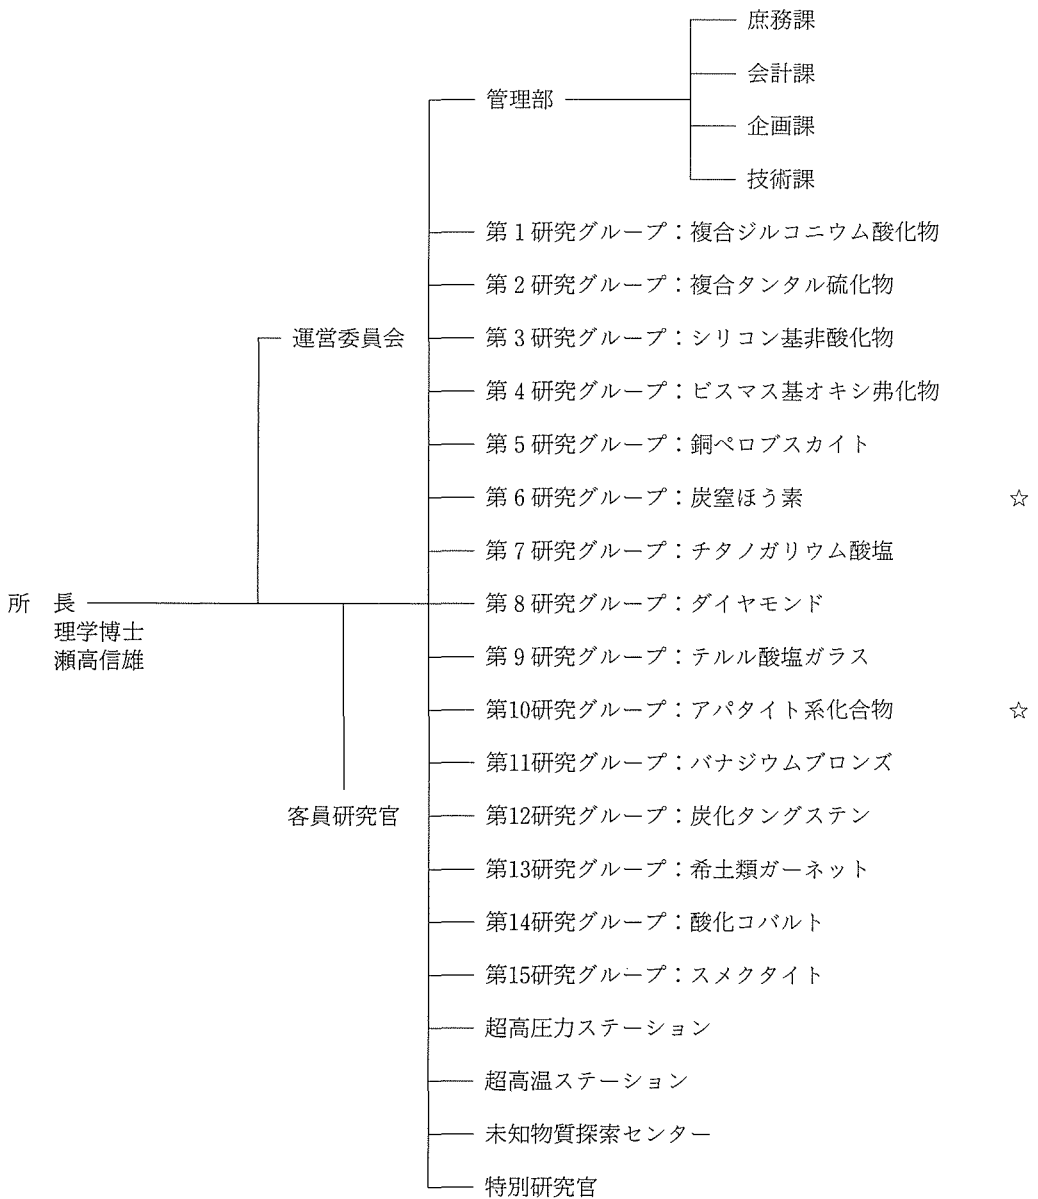 庶務課
会計課
管理部
企画課
技術課
第1研究グループ：複合ジルコニウム酸化物
第2研究グループ：複合タンタル硫化物
運営委員会
第3研究グループ：シリコン基非酸化物
第4研究グループ：ビスマス基オキシ弗化物
第5研究グループ：銅ペロブスカイト
第6研究グループ：炭窒ほう素 ☆
第7研究グループ：チタノガリウム酸塩
所 長
理学博士
瀬高信雄
第8研究グループ：ダイヤモンド
第9研究グループ：テルル酸塩ガラス
第10研究グループ：アパタイト系化合物 ☆
第11研究グループ：バナジウムブロンズ
客員研究官
第12研究グループ：炭化タングステン
第13研究グループ：希土類ガーネット
第14研究グループ：酸化コバルト
第15研究グループ：スメクタイト
超高圧力ステーション
超高温ステーション
未知物質探索センター
特別研究官